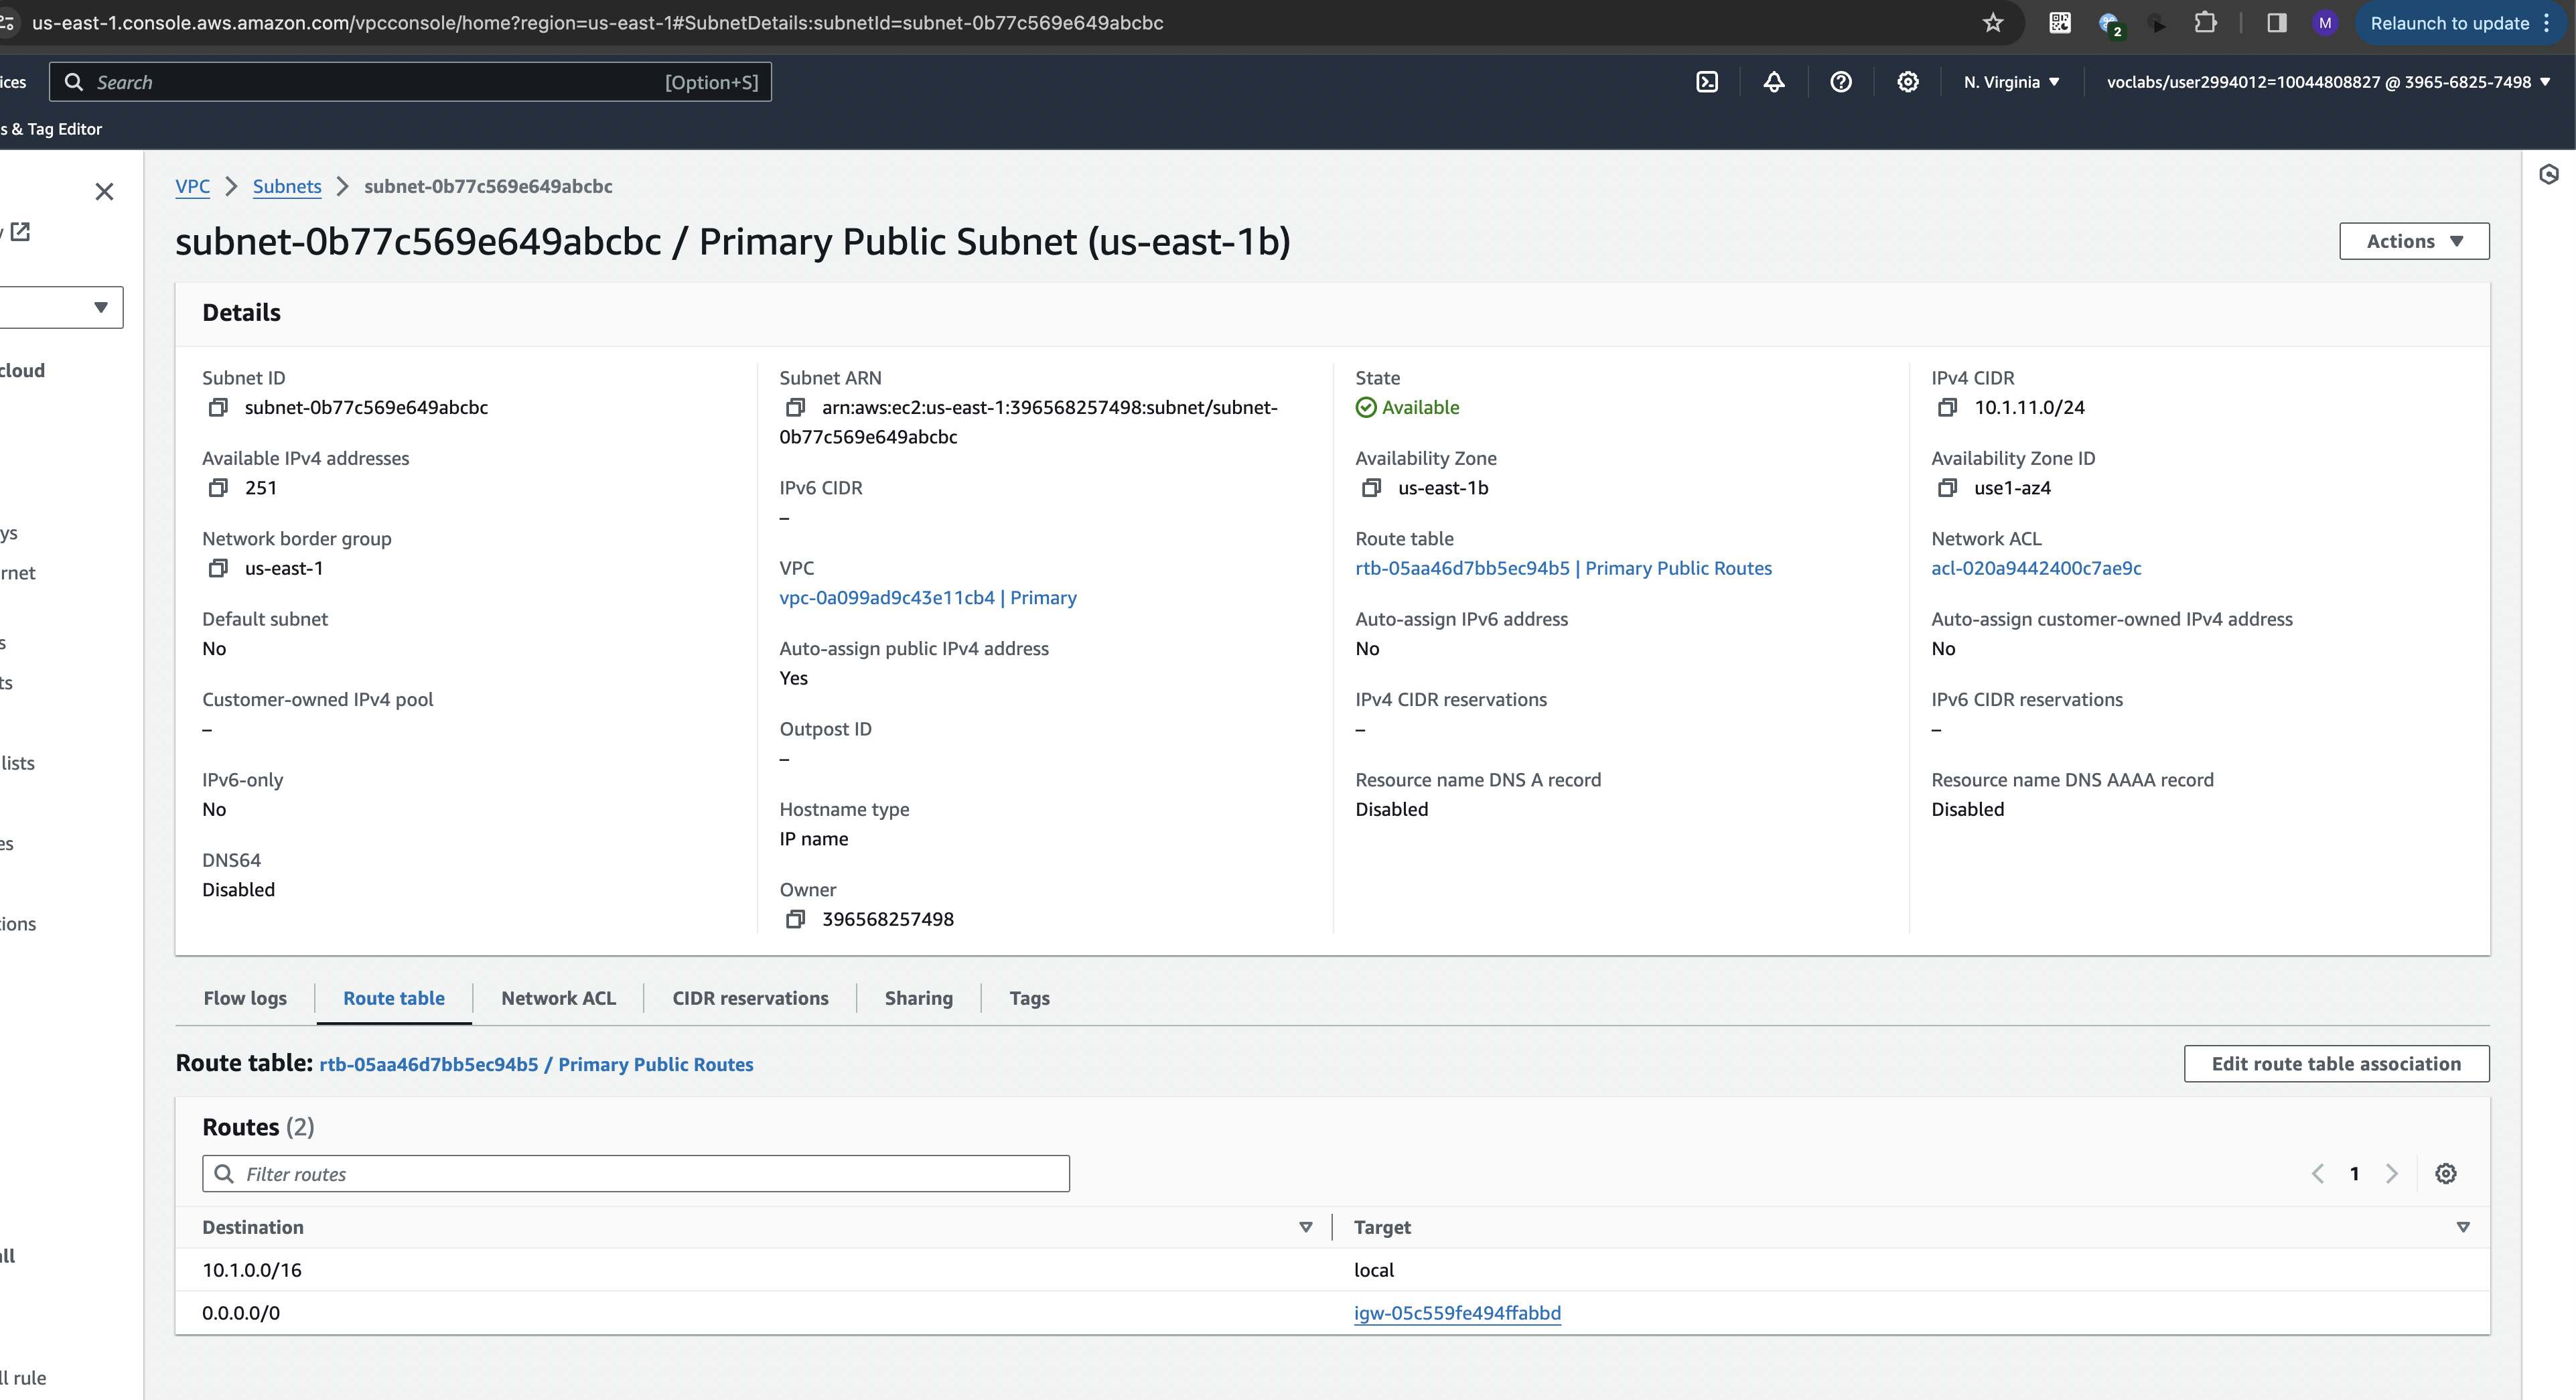 us-east-1.console.aws.amazon.com/vpcconsole/home?region=us-east-1#SubnetDetails:subnetId=subnet-0b77c569e649abcbc
2
M
Relaunch to update
ices
Search
[Option+S]
N. Virginia
voclabs/user2994012=10044808827 @ 3965-6825-7498
s & Tag Editor
VPC
Subnets
subnet-0b77c569e649abcbc
subnet-0b77c569e649abcbc / Primary Public Subnet (us-east-1b)
Actions
cloud
ys
rnet
s
ts
lists
es
tions
all
ll rule
Details
Subnet ID
subnet-0b77c569e649abcbc
Available IPv4 addresses
251
Network border group
us-east-1
Default subnet
No
Customer-owned IPv4 pool
–
IPv6-only
No
DNS64
Disabled
Subnet ARN
arn:aws:ec2:us-east-1:396568257498:subnet/subnet-
0b77c569e649abcbc
IPv6 CIDR
–
VPC
vpc-0a099ad9c43e11cb4 | Primary
Auto-assign public IPv4 address
Yes
Outpost ID
–
Hostname type
IP name
Owner
396568257498
State
Available
Availability Zone
us-east-1b
Route table
rtb-05aa46d7bb5ec94b5 | Primary Public Routes
Auto-assign IPv6 address
No
IPv4 CIDR reservations
–
Resource name DNS A record
Disabled
IPv4 CIDR
10.1.11.0/24
Availability Zone ID
use1-az4
Network ACL
acl-020a9442400c7ae9c
Auto-assign customer-owned IPv4 address
No
IPv6 CIDR reservations
–
Resource name DNS AAAA record
Disabled
Flow logs
Route table
Network ACL
CIDR reservations
Sharing
Tags
Route table: rtb-05aa46d7bb5ec94b5 / Primary Public Routes
Edit route table association
Routes (2)
Filter routes
1
Destination
Target
10.1.0.0/16
local
0.0.0.0/0
igw-05c559fe494ffabbd